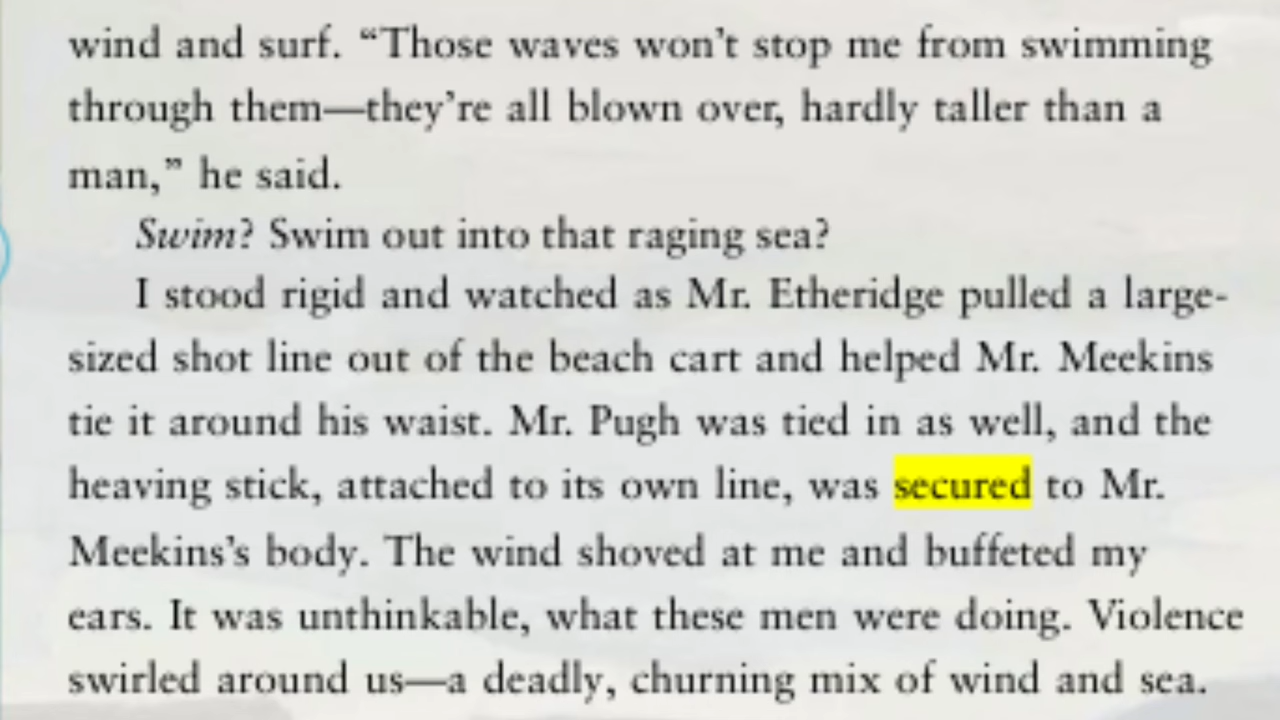 wind and surf. “Those waves won’t stop me from swimming
through them—they’re all blown over, hardly taller than a
man,” he said.
Swim? Swim out into that raging sea?
I stood rigid and watched as Mr. Etheridge pulled a large-
sized shot line out of the beach cart and helped Mr. Meekins
tie it around his waist. Mr. Pugh was tied in as well, and the
heaving stick, attached to its own line, was secured to Mr.
Meekins’s body. The wind shoved at me and buffeted my
ears. It was unthinkable, what these men were doing. Violence
swirled around us—a deadly, churning mix of wind and sea.